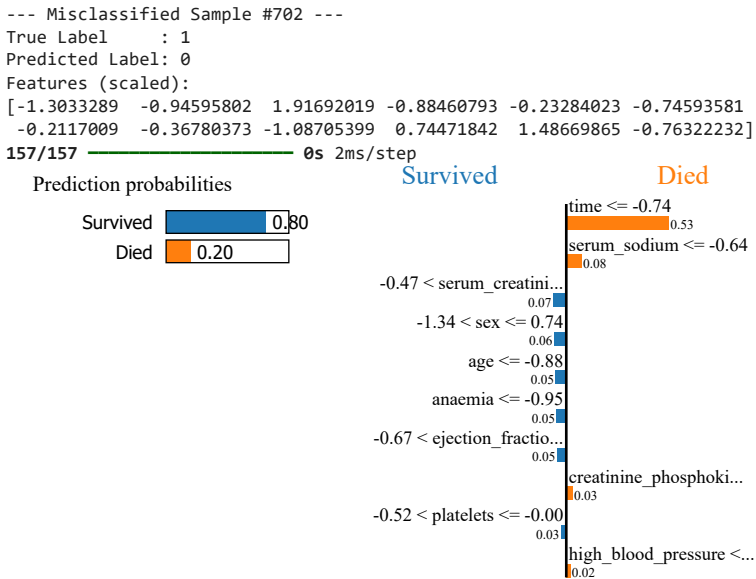 --- Misclassified Sample #702 ---
True Label     : 1
Predicted Label: 0
Features (scaled):
[-1.3033289  -0.94595802  1.91692019 -0.88460793 -0.23284023 -0.74593581
 -0.2117009  -0.36780373 -1.08705399  0.74471842  1.48669865 -0.76322232]
157/157 ━━━━━━━━━━━━━━━━━━━━ 0s 2ms/step
Prediction probabilities
Survived 0.80
Died 0.20
Survived Died
time <= -0.74
0.53
serum_sodium <= -0.64
0.08
-0.47 < serum_creatini...
0.07
-1.34 < sex <= 0.74
0.06
age <= -0.88
0.05
anaemia <= -0.95
0.05
-0.67 < ejection_fractio...
0.05
creatinine_phosphoki...
0.03
-0.52 < platelets <= -0.00
0.03
high_blood_pressure <...
0.02